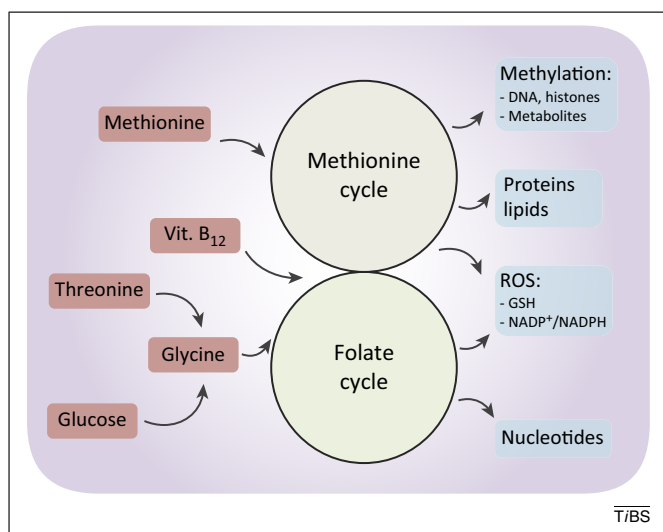 Methylation:
- DNA, histones
- Metabolites
Methionine
Methionine
cycle
Proteins
lipids
Vit. B12
Threonine
ROS:
- GSH
- NADP+/NADPH
Glycine
Folate
cycle
Glucose
Nucleotides
TiBS